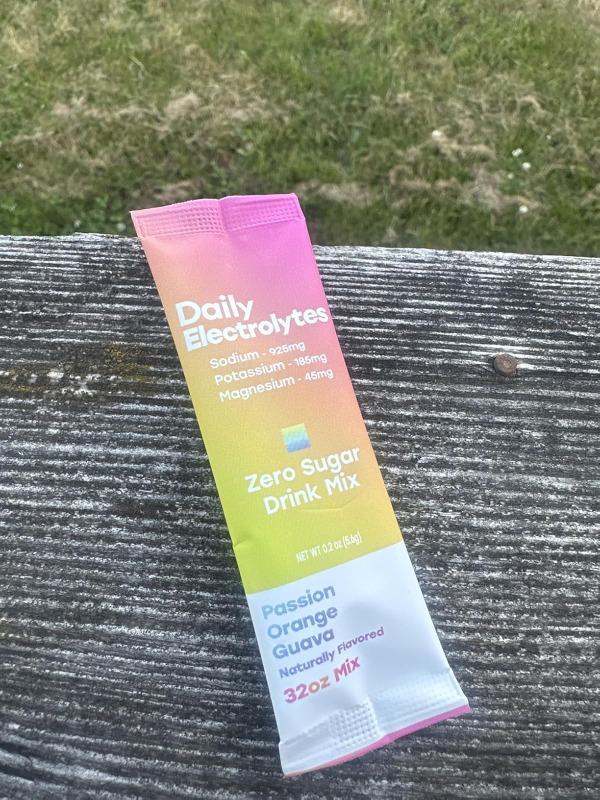 Daily
Electrolytes
Sodium - 925mg
Potassium - 185mg
Magnesium - 45mg
Zero Sugar
Drink Mix
NET WT 0.2 oz (5.6g)
Passion
Orange
Guava
Naturally Flavored
32oz Mix